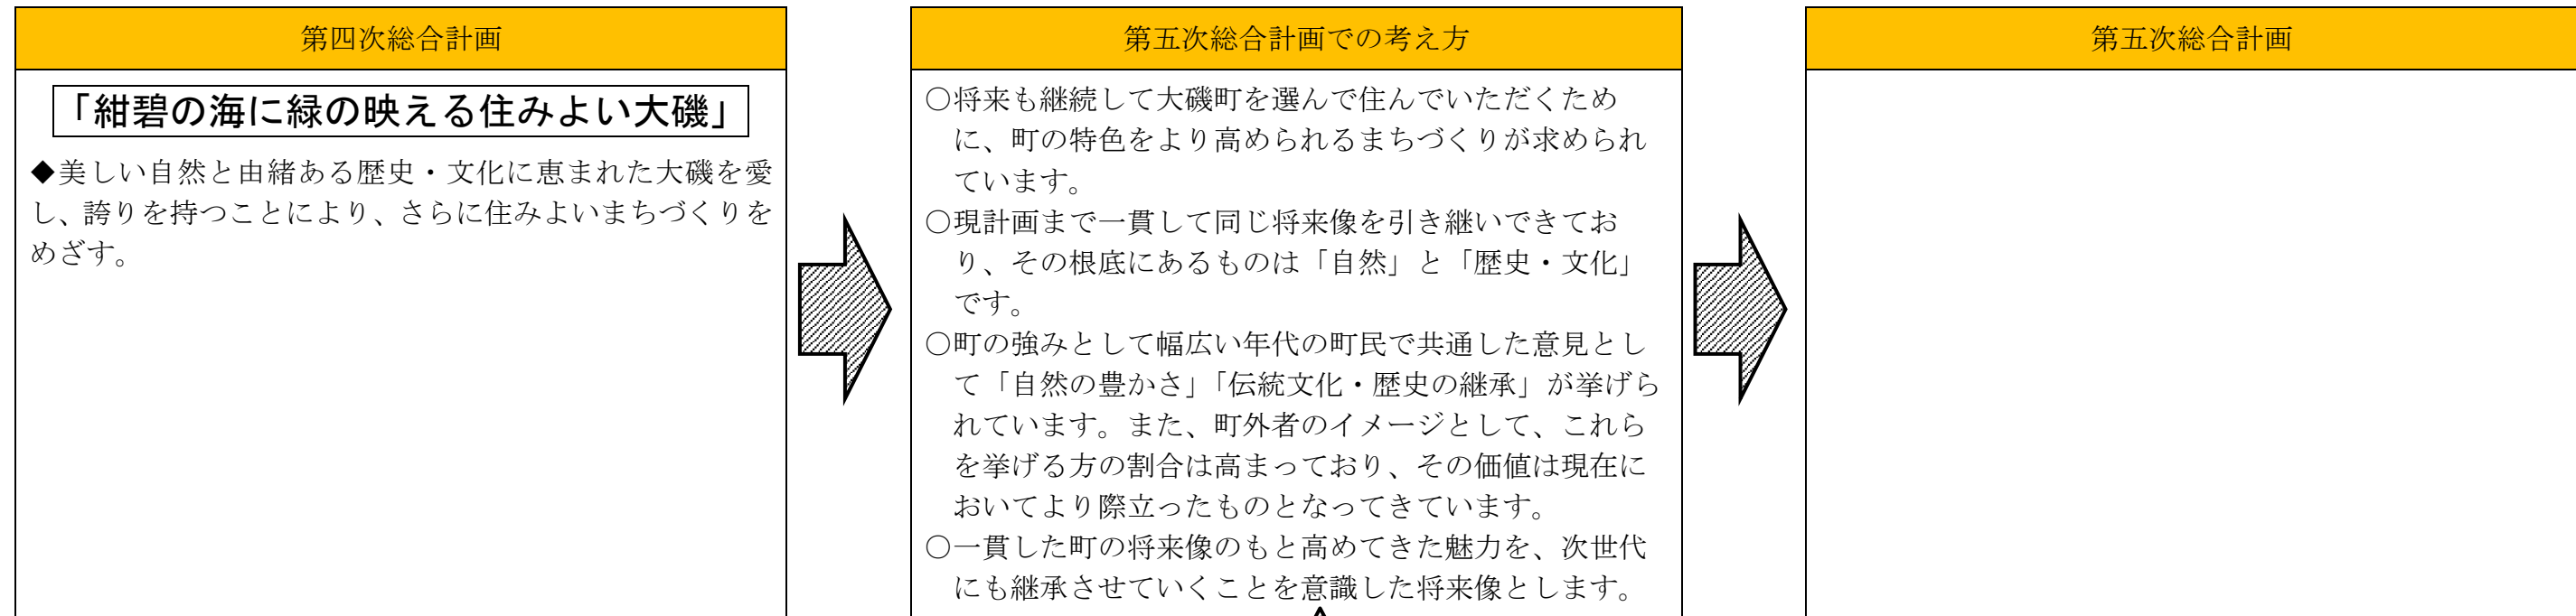 第四次総合計画
「紺碧の海に緑の映える住みよい大磯」
◆美しい自然と由緒ある歴史・文化に恵まれた大磯を愛
し、誇りを持つことにより、さらに住みよいまちづくりを
めざす。
第五次総合計画での考え方
○将来も継続して大磯町を選んで住んでいただくため
に、町の特色をより高められるまちづくりが求められ
ています。
○現計画まで一貫して同じ将来像を引き継いできてお
り、その根底にあるものは「自然」と「歴史・文化」
です。
○町の強みとして幅広い年代の町民で共通した意見とし
て「自然の豊かさ」「伝統文化・歴史の継承」が挙げら
れています。また、町外者のイメージとして、これら
を挙げる方の割合は高まっており、その価値は現在に
おいてより際立ったものとなってきています。
○一貫した町の将来像のもと高めてきた魅力を、次世代
にも継承させていくことを意識した将来像とします。
第五次総合計画